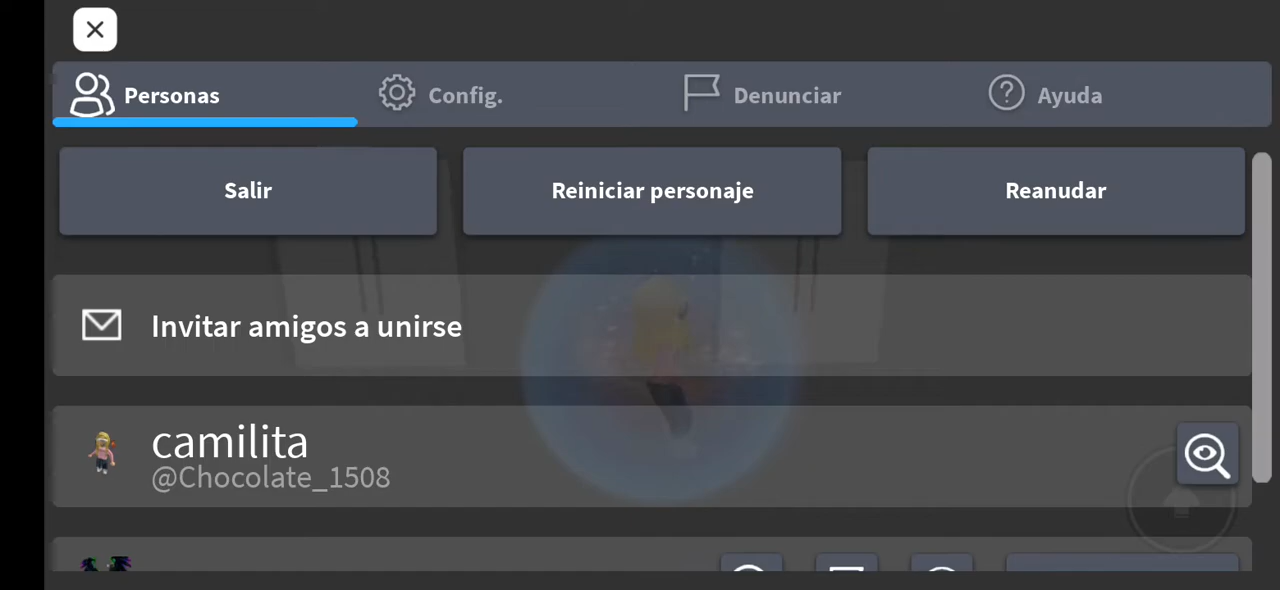 Personas
Config.
Denunciar
Ayuda
Salir
Reiniciar personaje
Reanudar
Invitar amigos a unirse
camilita
@Chocolate_1508